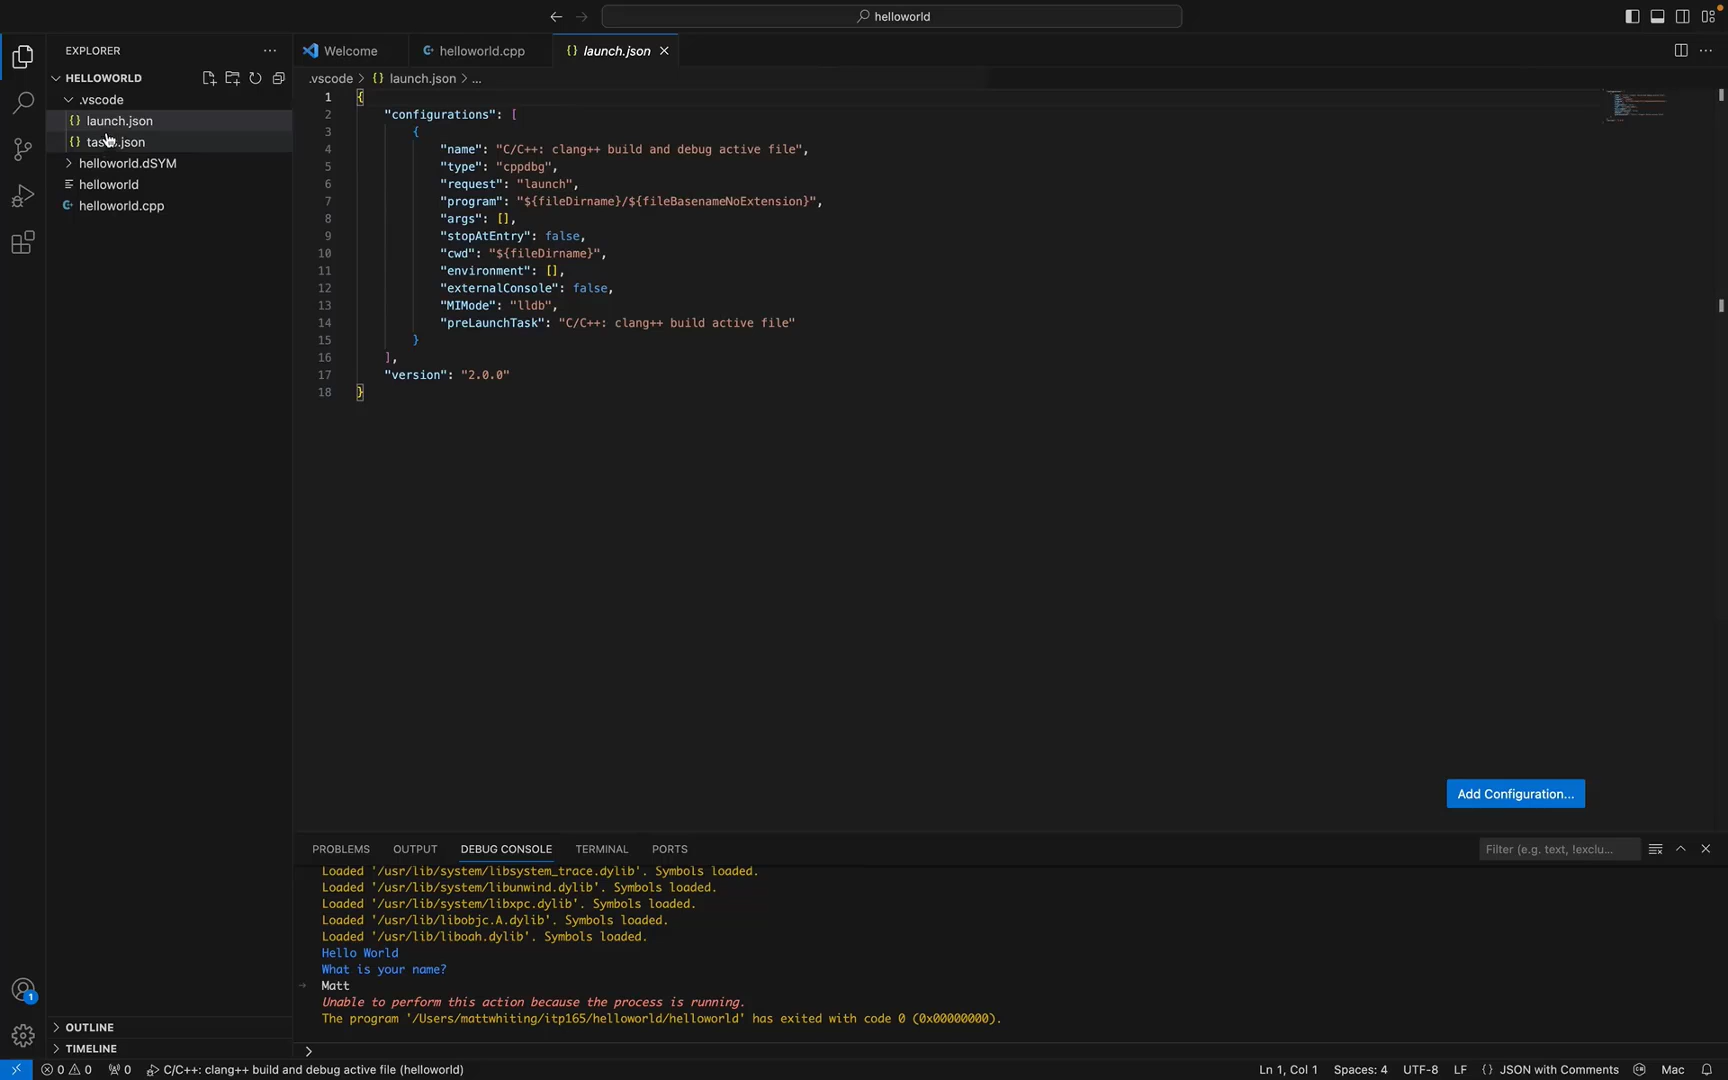 helloworld
EXPLORER
HELLOWORLD
.vscode
launch.json
helloworld.dSYM
helloworld
helloworld.cpp
OUTLINE
TIMELINE
Welcome
helloworld.cpp
{} launch.json
.vscode > {} launch.json > ...
1 {
2 "configurations": [
3 {
4 "name": "C/C++: clang++ build and debug active file",
5 "type": "cppdbg",
6 "request": "launch",
7 "program": "${fileDirname}/${fileBasenameNoExtension}",
8 "args": [],
9 "stopAtEntry": false,
10 "cwd": "${fileDirname}",
11 "environment": [],
12 "externalConsole": false,
13 "MIMode": "lldb",
14 "preLaunchTask": "C/C++: clang++ build active file"
15 }
16 ],
17 "version": "2.0.0"
18 }
Add Configuration...
PROBLEMS OUTPUT DEBUG CONSOLE TERMINAL PORTS
Filter (e.g. text, !exclu...
Loaded '/usr/lib/system/libsystem_trace.dylib'. Symbols loaded.
Loaded '/usr/lib/system/libunwind.dylib'. Symbols loaded.
Loaded '/usr/lib/system/libxpc.dylib'. Symbols loaded.
Loaded '/usr/lib/libobjc.A.dylib'. Symbols loaded.
Loaded '/usr/lib/liboah.dylib'. Symbols loaded.
Hello World
What is your name?
Matt
Unable to perform this action because the process is running.
The program '/Users/mattwhiting/itp165/helloworld/helloworld' has exited with code 0 (0x00000000).
1
0 0 0 C/C++: clang++ build and debug active file (helloworld) Ln 1, Col 1 Spaces: 4 UTF-8 LF {} JSON with Comments Mac